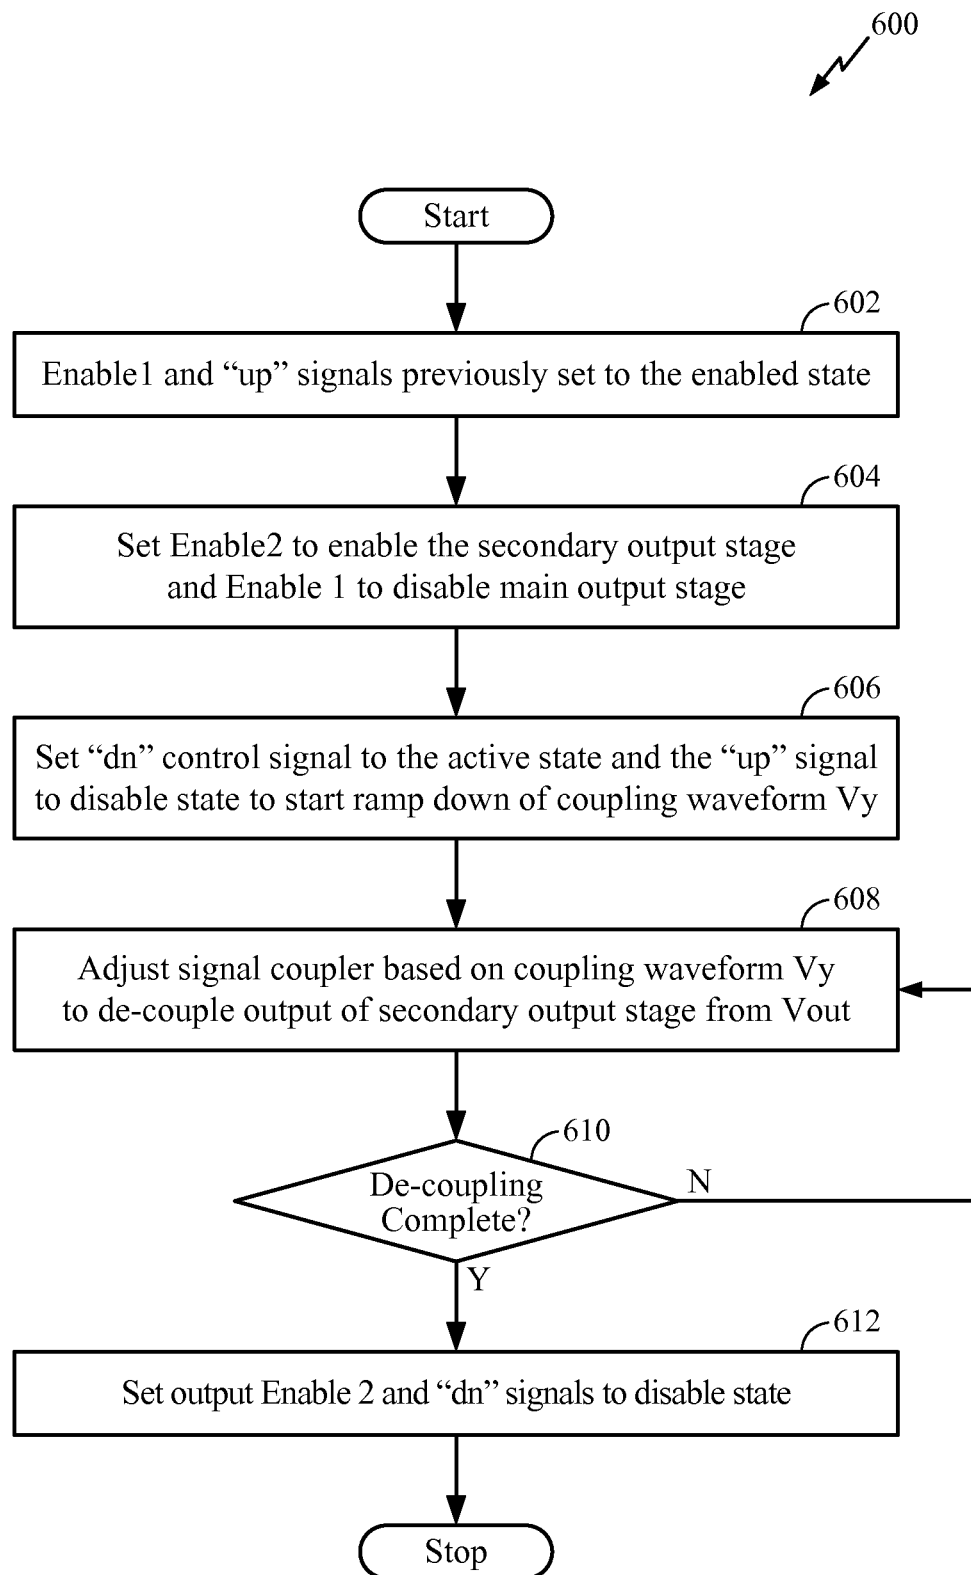 600
Start
602
Enable1 and “up” signals previously set to the enabled state
604
Set Enable2 to enable the secondary output stage
and Enable 1 to disable main output stage
606
Set “dn” control signal to the active state and the “up” signal
to disable state to start ramp down of coupling waveform Vy
608
Adjust signal coupler based on coupling waveform Vy
to de-couple output of secondary output stage from Vout
610
De-coupling
Complete?
N
Y
612
Set output Enable 2 and “dn” signals to disable state
Stop